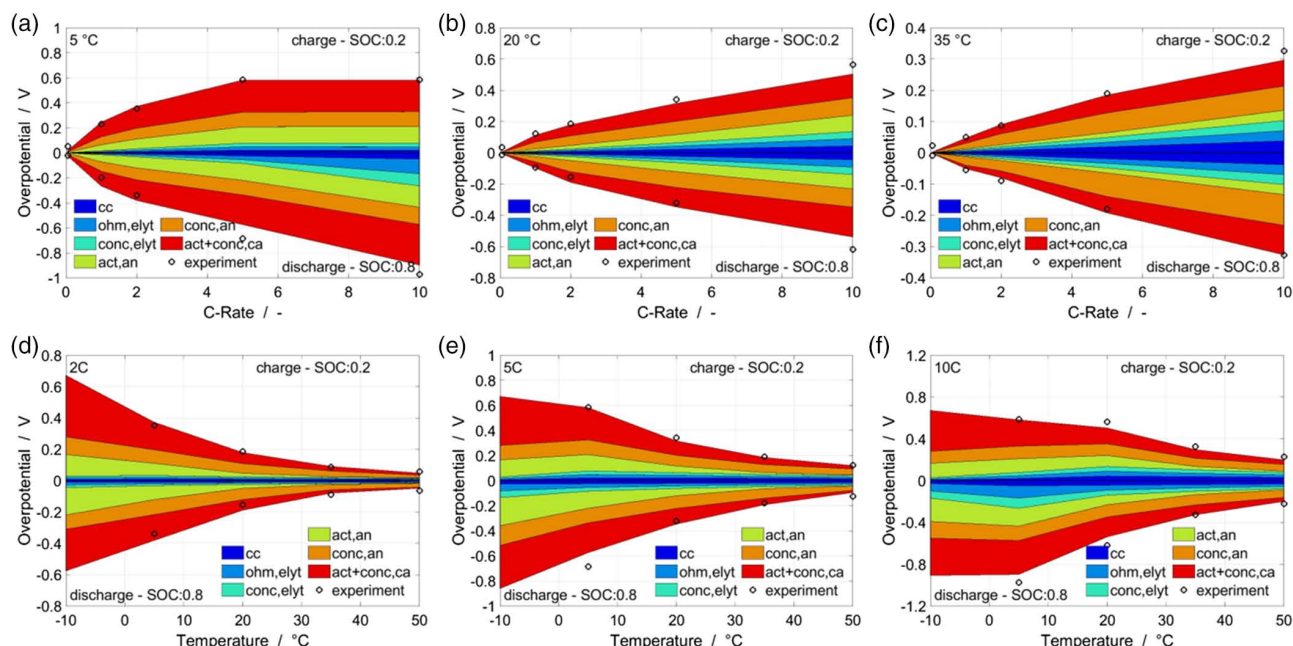 (a)
5 °C
charge - SOC:0.2
1
0.8
0.6
0.4
0.2
0
-0.2
-0.4
-0.6
-0.8
-1
Overpotential / V
cc
ohm,elyt
conc,elyt
act,an
conc,an
act+conc,ca
experiment
discharge - SOC:0.8
0 2 4 6 8 10
C-Rate / -
(b)
20 °C
charge - SOC:0.2
0.8
0.6
0.4
0.2
0
-0.2
-0.4
-0.6
-0.8
Overpotential / V
cc
ohm,elyt
conc,elyt
act,an
conc,an
act+conc,ca
experiment
discharge - SOC:0.8
0 2 4 6 8 10
C-Rate / -
(c)
35 °C
charge - SOC:0.2
0.4
0.3
0.2
0.1
0
-0.1
-0.2
-0.3
-0.4
Overpotential / V
cc
ohm,elyt
conc,elyt
act,an
conc,an
act+conc,ca
experiment
discharge - SOC:0.8
0 2 4 6 8 10
C-Rate / -
(d)
2C
charge - SOC:0.2
0.8
0.6
0.4
0.2
0
-0.2
-0.4
-0.6
-0.8
Overpotential / V
cc
ohm,elyt
conc,elyt
act,an
conc,an
act+conc,ca
experiment
discharge - SOC:0.8
-10 0 10 20 30 40 50
Temperature / °C
(e)
5C
charge - SOC:0.2
1
0.8
0.6
0.4
0.2
0
-0.2
-0.4
-0.6
-0.8
-1
Overpotential / V
cc
ohm,elyt
conc,elyt
act,an
conc,an
act+conc,ca
experiment
discharge - SOC:0.8
-10 0 10 20 30 40 50
Temperature / °C
(f)
10C
charge - SOC:0.2
1.2
0.8
0.4
0
-0.4
-0.8
-1.2
Overpotential / V
cc
ohm,elyt
conc,elyt
act,an
conc,an
act+conc,ca
experiment
discharge - SOC:0.8
-10 0 10 20 30 40 50
Temperature / °C